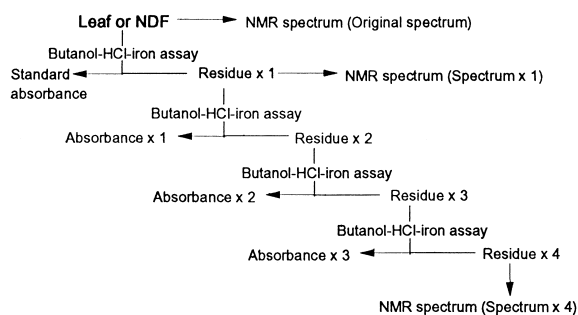 Leaf or NDF NMR spectrum (Original spectrum)
Butanol-HCl-iron assay
Standard absorbance
Residue x 1 NMR spectrum (Spectrum x 1)
Butanol-HCl-iron assay
Absorbance x 1 Residue x 2
Butanol-HCl-iron assay
Absorbance x 2 Residue x 3
Butanol-HCl-iron assay
Absorbance x 3 Residue x 4
NMR spectrum (Spectrum x 4)